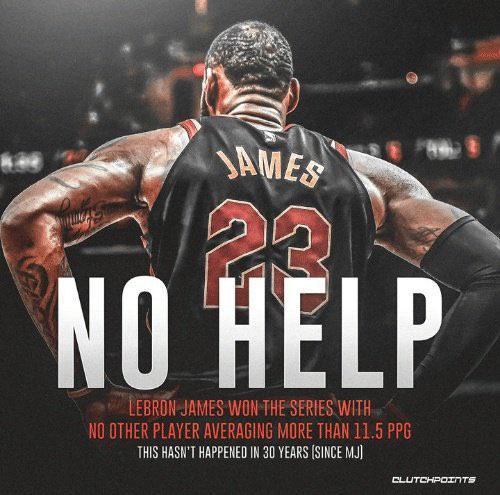 JAMES
23
NO HELP
LEBRON JAMES WON THE SERIES WITH
NO OTHER PLAYER AVERAGING MORE THAN 11.5 PPG
THIS HASN'T HAPPENED IN 30 YEARS (SINCE MJ)
CLUTCHPOINTS